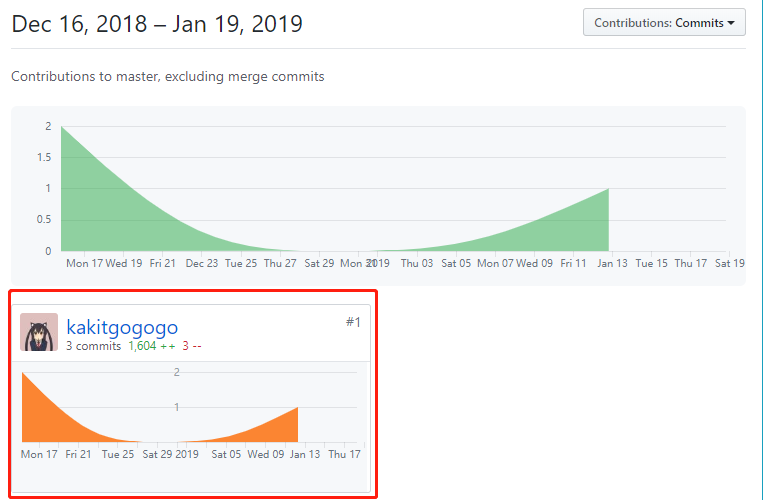 Dec 16, 2018 – Jan 19, 2019
Contributions: Commits
Contributions to master, excluding merge commits
2
1.5
1
0.5
0
Mon 17 Wed 19 Fri 21 Dec 23 Tue 25 Thu 27 Sat 29 Mon 31 2019 Thu 03 Sat 05 Mon 07 Wed 09 Fri 11 Jan 13 Tue 15 Thu 17 Sat 19
kakitgogogo
#1
3 commits 1,604 ++ 3 --
2
1
Mon 17 Fri 21 Tue 25 Sat 29 2019 Sat 05 Wed 09 Jan 13 Thu 17